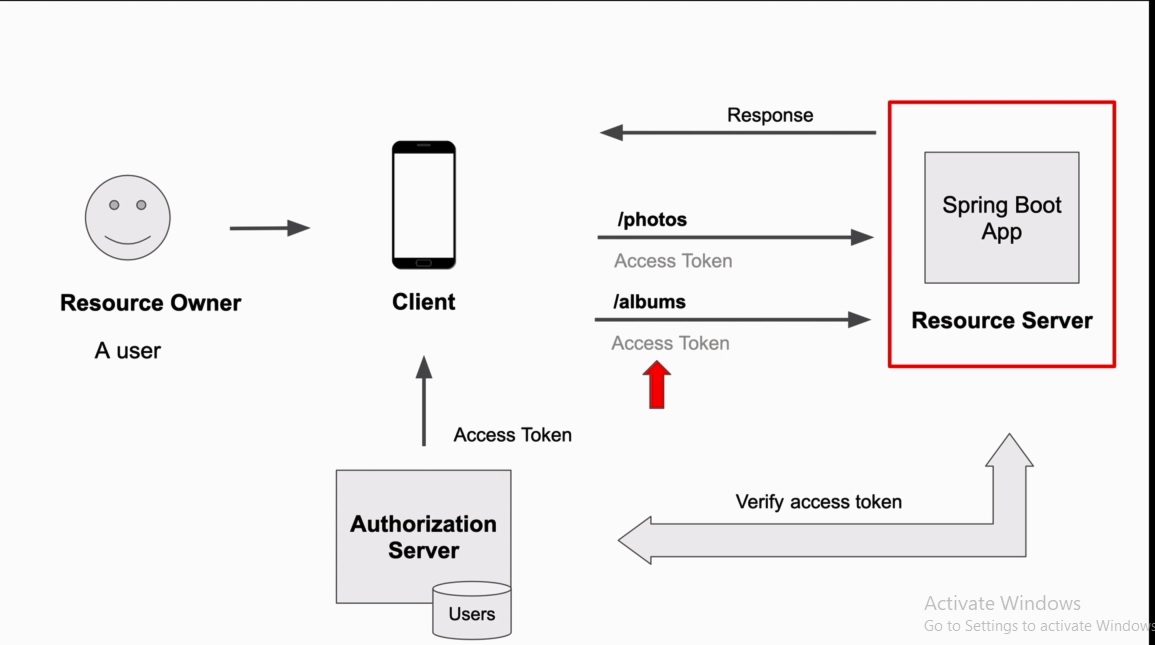 Response
/photos
Access Token
/albums
Access Token
Spring Boot
App
Resource Server
Resource Owner
A user
Client
Access Token
Authorization
Server
Users
Verify access token
Activate Windows
Go to Settings to activate Windows